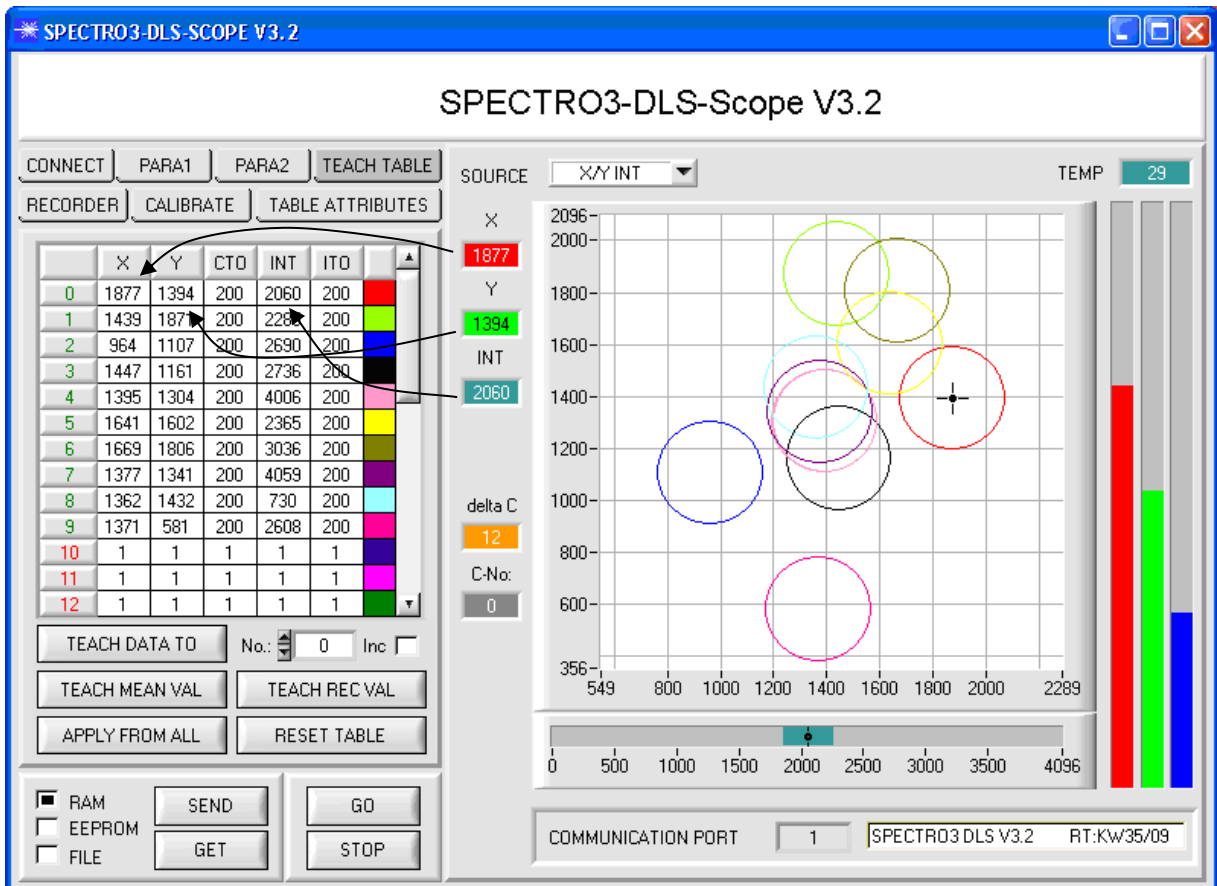 SPECTRO3-DLS-SCOPE V3.2
SPECTRO3-DLS-Scope V3.2
CONNECT PARA1 PARA2 TEACH TABLE
RECORDER CALIBRATE TABLE ATTRIBUTES
X Y CTO INT ITO
0 1877 1394 200 2060 200
1 1439 1871 200 200
2 964 1107 200 2690 200
3 1447 1161 200 2736 200
4 1395 1304 200 4006 200
5 1641 1602 200 2365 200
6 1669 1806 200 3036 200
7 1377 1341 200 4059 200
8 1362 1432 200 730 200
9 1371 581 200 2608 200
10 1 1 1 1 1
11 1 1 1 1 1
12 1 1 1 1 1
TEACH DATA TO No.: 0 Inc
TEACH MEAN VAL TEACH REC VAL
APPLY FROM ALL RESET TABLE
RAM
EEPROM
FILE
SEND
GET
GO
STOP
SOURCE X/Y INT TEMP 29
X
1877
Y
1394
INT
2060
delta C
12
C-No:
0
2096
2000
1800
1600
1400
1200
1000
800
600
356
549 800 1000 1200 1400 1600 1800 2000 2289
0 500 1000 1500 2000 2500 3000 3500 4096
COMMUNICATION PORT 1 SPECTRO3 DLS V3.2 RT:KW35/09